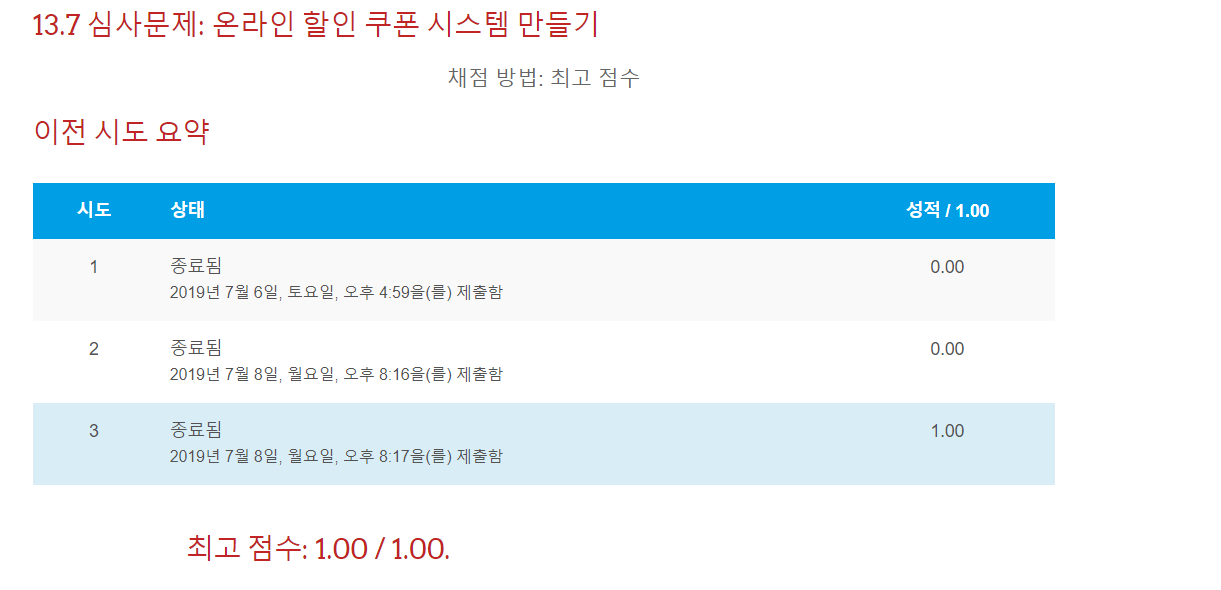 13.7 심사문제: 온라인 할인 쿠폰 시스템 만들기
채점 방법: 최고 점수
이전 시도 요약
시도 상태 성적 / 1.00
1 종료됨 0.00
2019년 7월 6일, 토요일, 오후 4:59을(를) 제출함
2 종료됨 0.00
2019년 7월 8일, 월요일, 오후 8:16을(를) 제출함
3 종료됨 1.00
2019년 7월 8일, 월요일, 오후 8:17을(를) 제출함
최고 점수: 1.00 / 1.00.